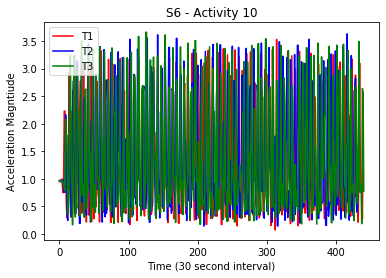 S6 - Activity 10
T1
T2
T3
Acceleration Magntiude
3.5
3.0
2.5
2.0
1.5
1.0
0.5
0.0
0
100
200
300
400
Time (30 second interval)